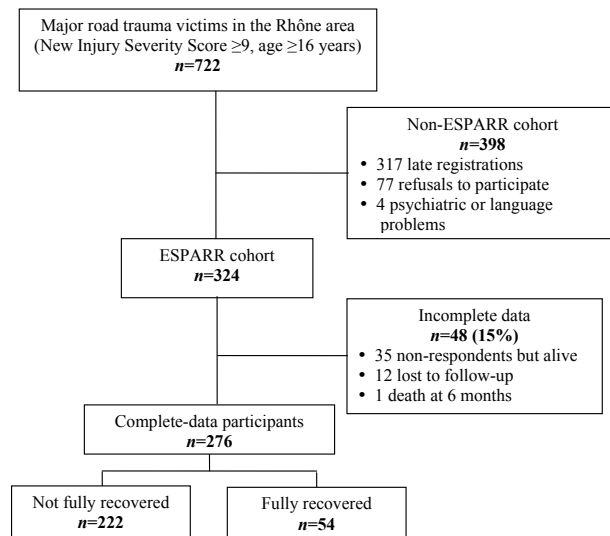 Major road trauma victims in the Rhône area
(New Injury Severity Score ≥9, age ≥16 years)
n=722
Non-ESPARR cohort
n=398
• 317 late registrations
• 77 refusals to participate
• 4 psychiatric or language
problems
ESPARR cohort
n=324
Incomplete data
n=48 (15%)
• 35 non-respondents but alive
• 12 lost to follow-up
• 1 death at 6 months
Complete-data participants
n=276
Not fully recovered
n=222
Fully recovered
n=54